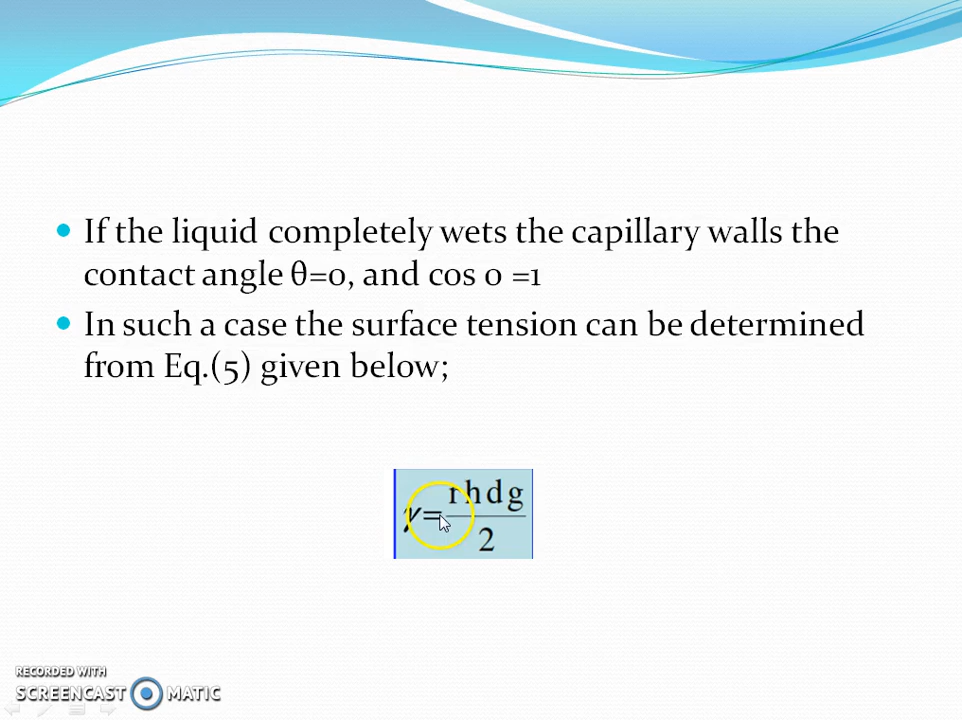 If the liquid completely wets the capillary walls the
contact angle θ=0, and cos 0 =1
In such a case the surface tension can be determined
from Eq.(5) given below;
γ= r h d g
2
RECORDED WITH
SCREENCAST MATIC